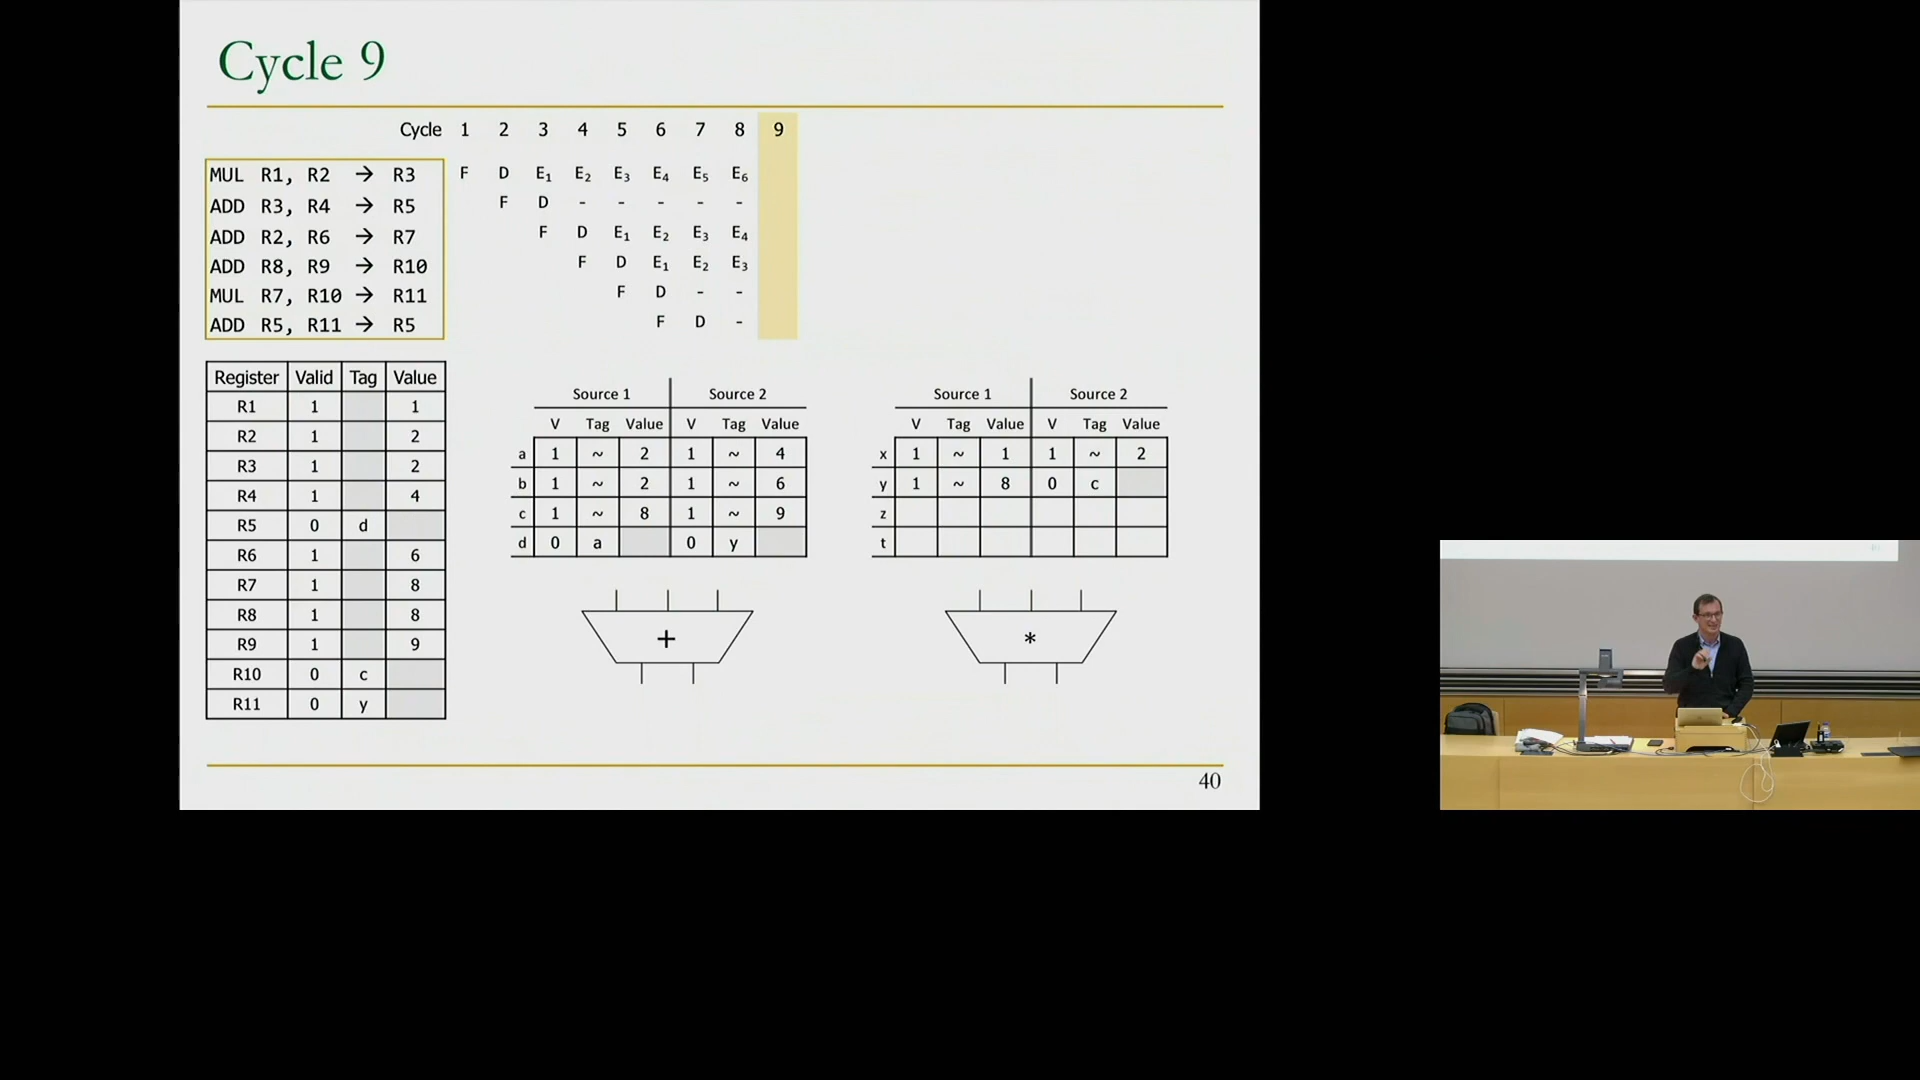 Cycle 9
Cycle 1 2 3 4 5 6 7 8 9
MUL R1, R2 → R3 F D E₁ E₂ E₃ E₄ E₅ E₆
ADD R3, R4 → R5 F D - - - - -
ADD R2, R6 → R7 F D E₁ E₂ E₃ E₄
ADD R8, R9 → R10 F D E₁ E₂ E₃
MUL R7, R10 → R11 F D - -
ADD R5, R11 → R5 F D -
Register Valid Tag Value
R1 1 1
R2 1 2
R3 1 2
R4 1 4
R5 0 d
R6 1 6
R7 1 8
R8 1 8
R9 1 9
R10 0 c
R11 0 y
Source 1 Source 2
V Tag Value V Tag Value
a 1 ~ 2 1 ~ 4
b 1 ~ 2 1 ~ 6
c 1 ~ 8 1 ~ 9
d 0 a 0 y
+
Source 1 Source 2
V Tag Value V Tag Value
x 1 ~ 1 1 ~ 2
y 1 ~ 8 0 c
z
t
*
40